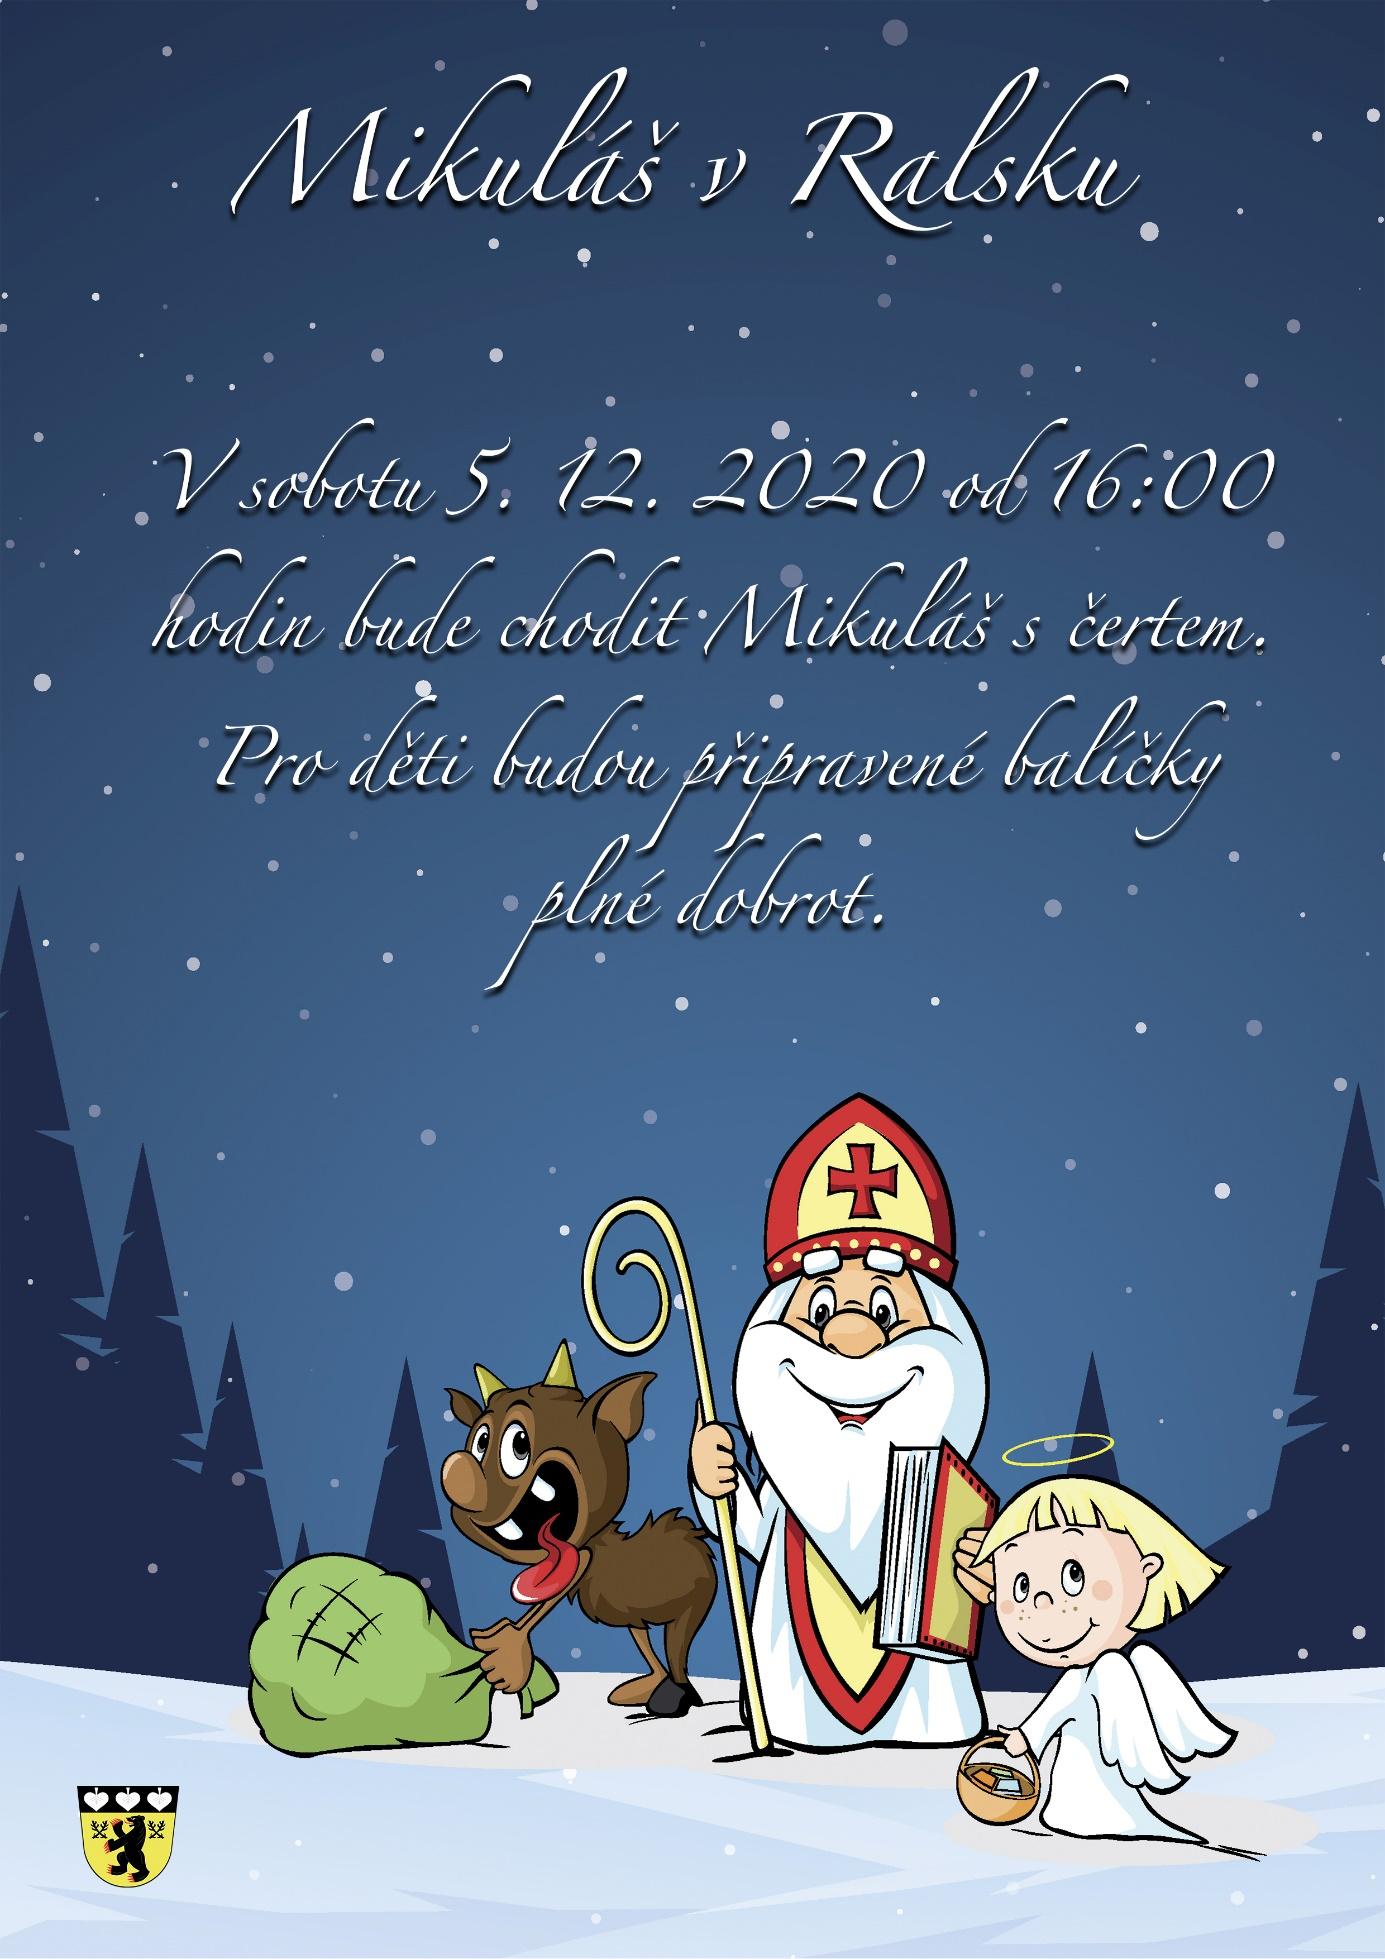 Mikuláš v Ralsku
V sobotu 5. 12. 2020 od 16:00
hodin bude chodit Mikuláš s čertem.
Pro děti budou připravené balíčky
plné dobrot.